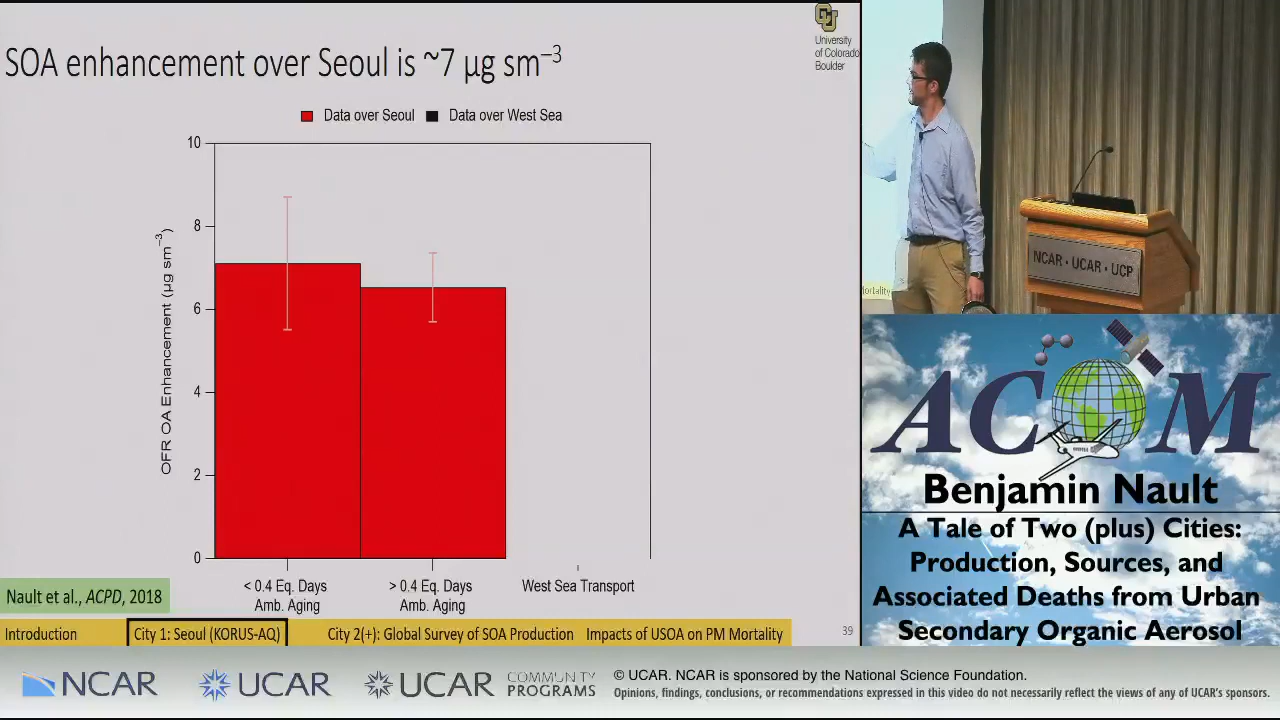 SOA enhancement over Seoul is ~7 µg sm⁻³
University
of Colorado
Boulder
Data over Seoul
Data over West Sea
OFR OA Enhancement (µg sm⁻³)
10
8
6
4
2
0
< 0.4 Eq. Days
Amb. Aging
> 0.4 Eq. Days
Amb. Aging
West Sea Transport
Nault et al., ACPD, 2018
Introduction
City 1: Seoul (KORUS-AQ)
City 2(+): Global Survey of SOA Production
Impacts of USOA on PM Mortality
39
ortality
NCAR • UCAR • UCP
ACOM
Benjamin Nault
A Tale of Two (plus) Cities:
Production, Sources, and
Associated Deaths from Urban
Secondary Organic Aerosol
NCAR
UCAR
UCAR
COMMUNITY
PROGRAMS
© UCAR. NCAR is sponsored by the National Science Foundation.
Opinions, findings, conclusions, or recommendations expressed in this video do not necessarily reflect the views of any of UCAR's sponsors.